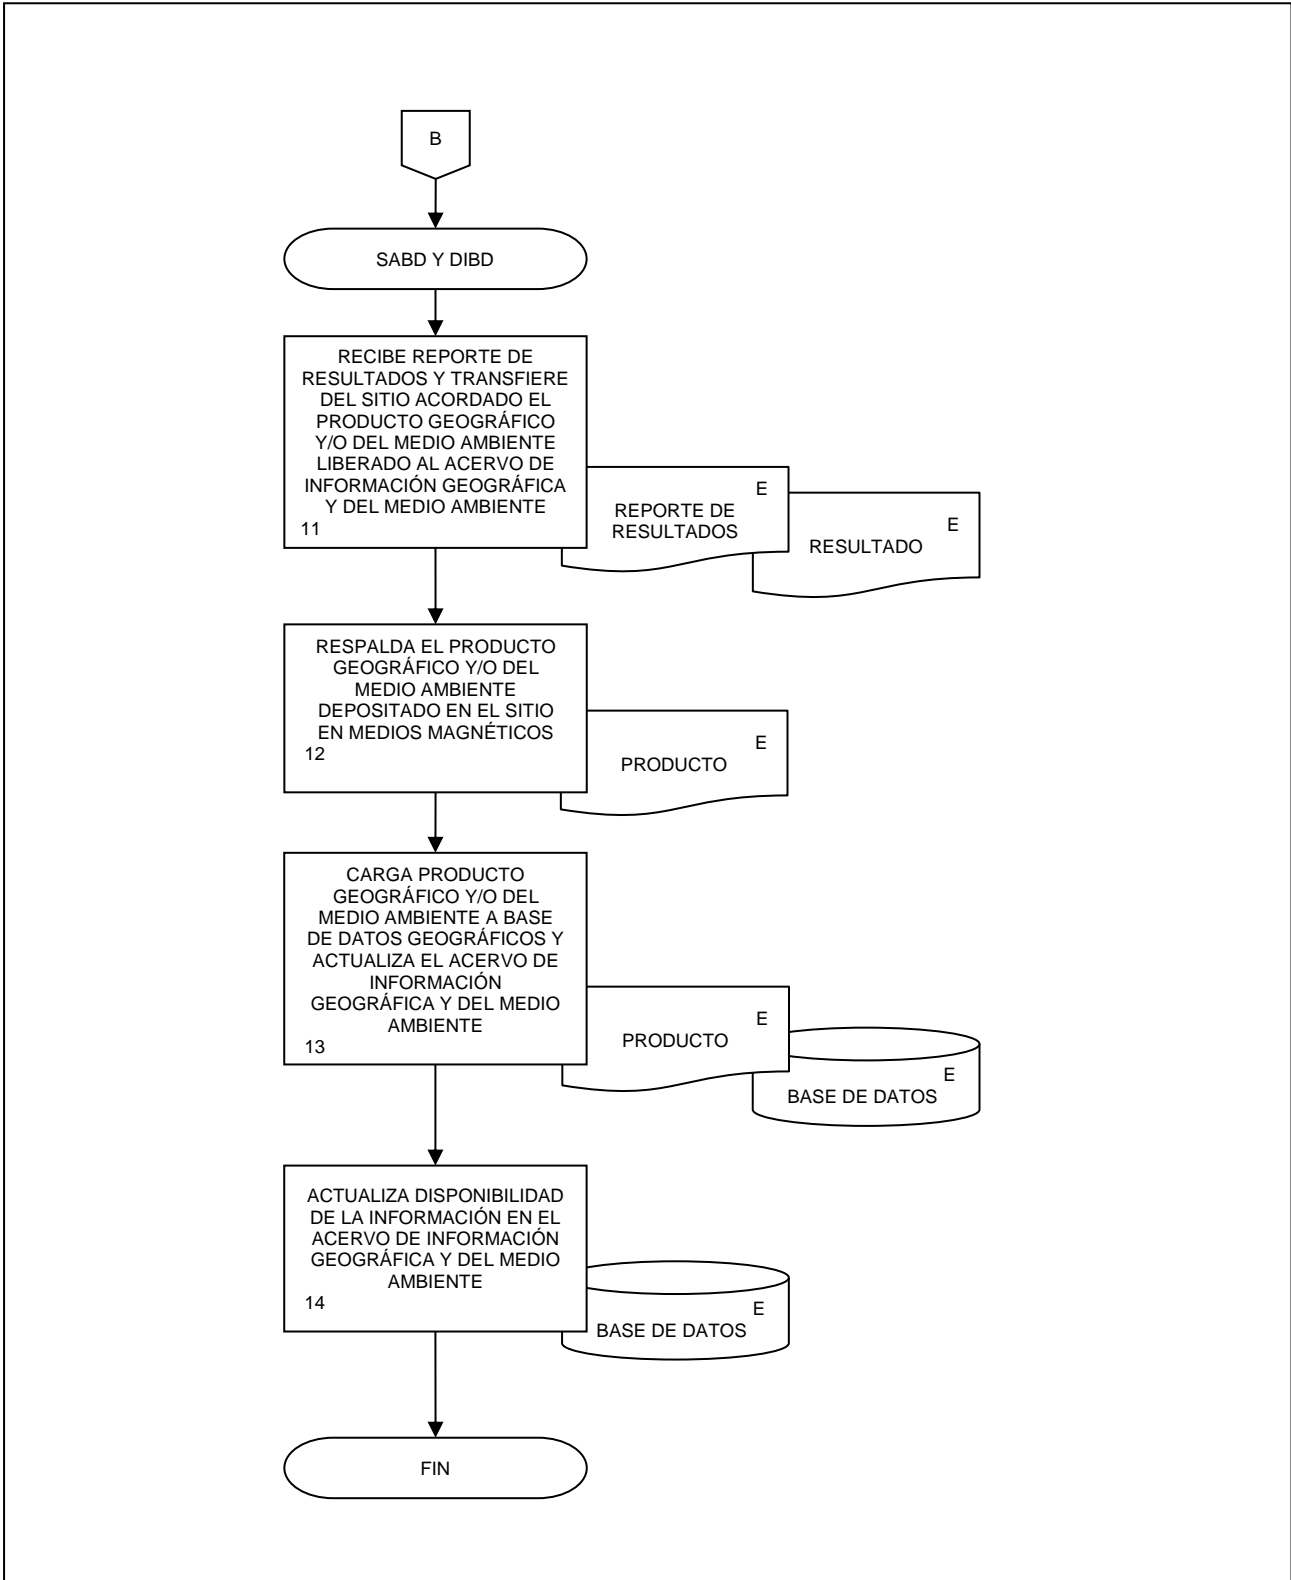 B
SABD Y DIBD
RECIBE REPORTE DE
RESULTADOS Y TRANSFIERE
DEL SITIO ACORDADO EL
PRODUCTO GEOGRÁFICO
Y/O DEL MEDIO AMBIENTE
LIBERADO AL ACERVO DE
INFORMACIÓN GEOGRÁFICA
Y DEL MEDIO AMBIENTE
11
E
REPORTE DE
RESULTADOS
E
RESULTADO
RESPALDA EL PRODUCTO
GEOGRÁFICO Y/O DEL
MEDIO AMBIENTE
DEPOSITADO EN EL SITIO
EN MEDIOS MAGNÉTICOS
12
E
PRODUCTO
CARGA PRODUCTO
GEOGRÁFICO Y/O DEL
MEDIO AMBIENTE A BASE
DE DATOS GEOGRÁFICOS Y
ACTUALIZA EL ACERVO DE
INFORMACIÓN
GEOGRÁFICA Y DEL MEDIO
AMBIENTE
13
E
PRODUCTO
E
BASE DE DATOS
ACTUALIZA DISPONIBILIDAD
DE LA INFORMACIÓN EN EL
ACERVO DE INFORMACIÓN
GEOGRÁFICA Y DEL MEDIO
AMBIENTE
14
E
BASE DE DATOS
FIN